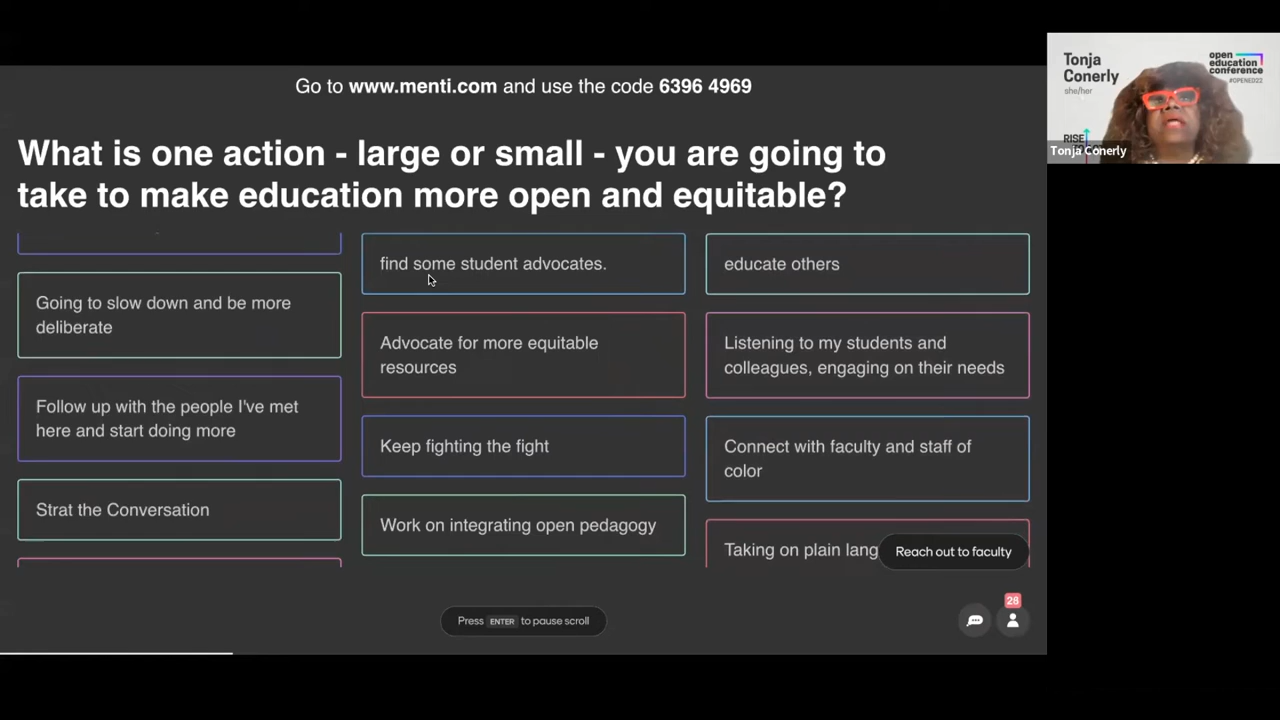 Go to www.menti.com and use the code 6396 4969
What is one action - large or small - you are going to
take to make education more open and equitable?
Going to slow down and be more
deliberate
Follow up with the people I've met
here and start doing more
Strat the Conversation
find some student advocates.
Advocate for more equitable
resources
Keep fighting the fight
Work on integrating open pedagogy
educate others
Listening to my students and
colleagues, engaging on their needs
Connect with faculty and staff of
color
Taking on plain lang
Reach out to faculty
Press ENTER to pause scroll
28
Tonja
Conerly
she/her
open
education
conference
#OPENED22
RISE
Tonja Conerly